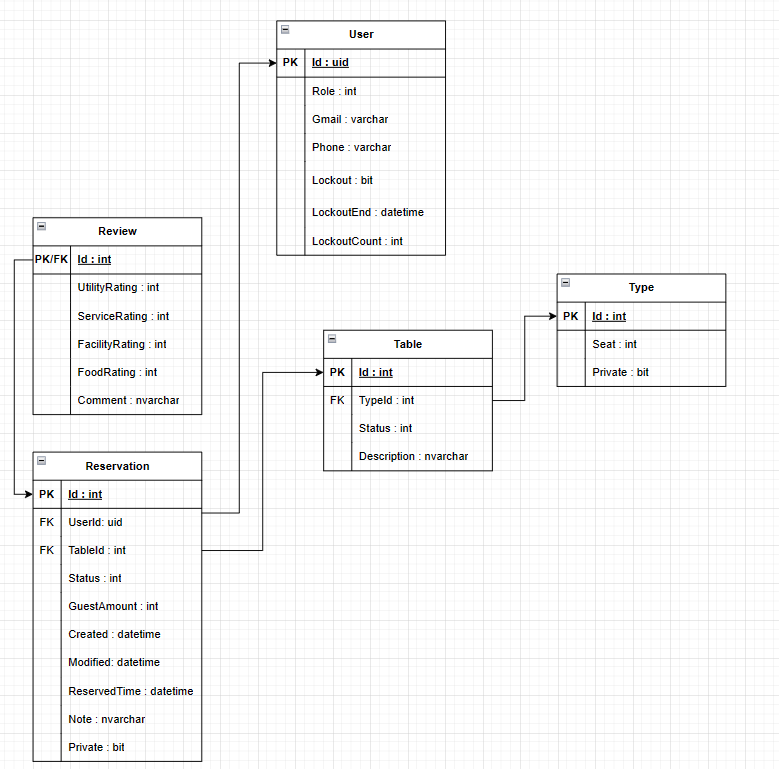 User
PK Id : uid
Role : int
Gmail : varchar
Phone : varchar
Lockout : bit
LockoutEnd : datetime
LockoutCount : int
Review
PK/FK Id : int
UtilityRating : int
ServiceRating : int
FacilityRating : int
FoodRating : int
Comment : nvarchar
Type
PK Id : int
Seat : int
Private : bit
Table
PK Id : int
FK TypeId : int
Status : int
Description : nvarchar
Reservation
PK Id : int
FK UserId: uid
FK TableId : int
Status : int
GuestAmount : int
Created : datetime
Modified: datetime
ReservedTime : datetime
Note : nvarchar
Private : bit